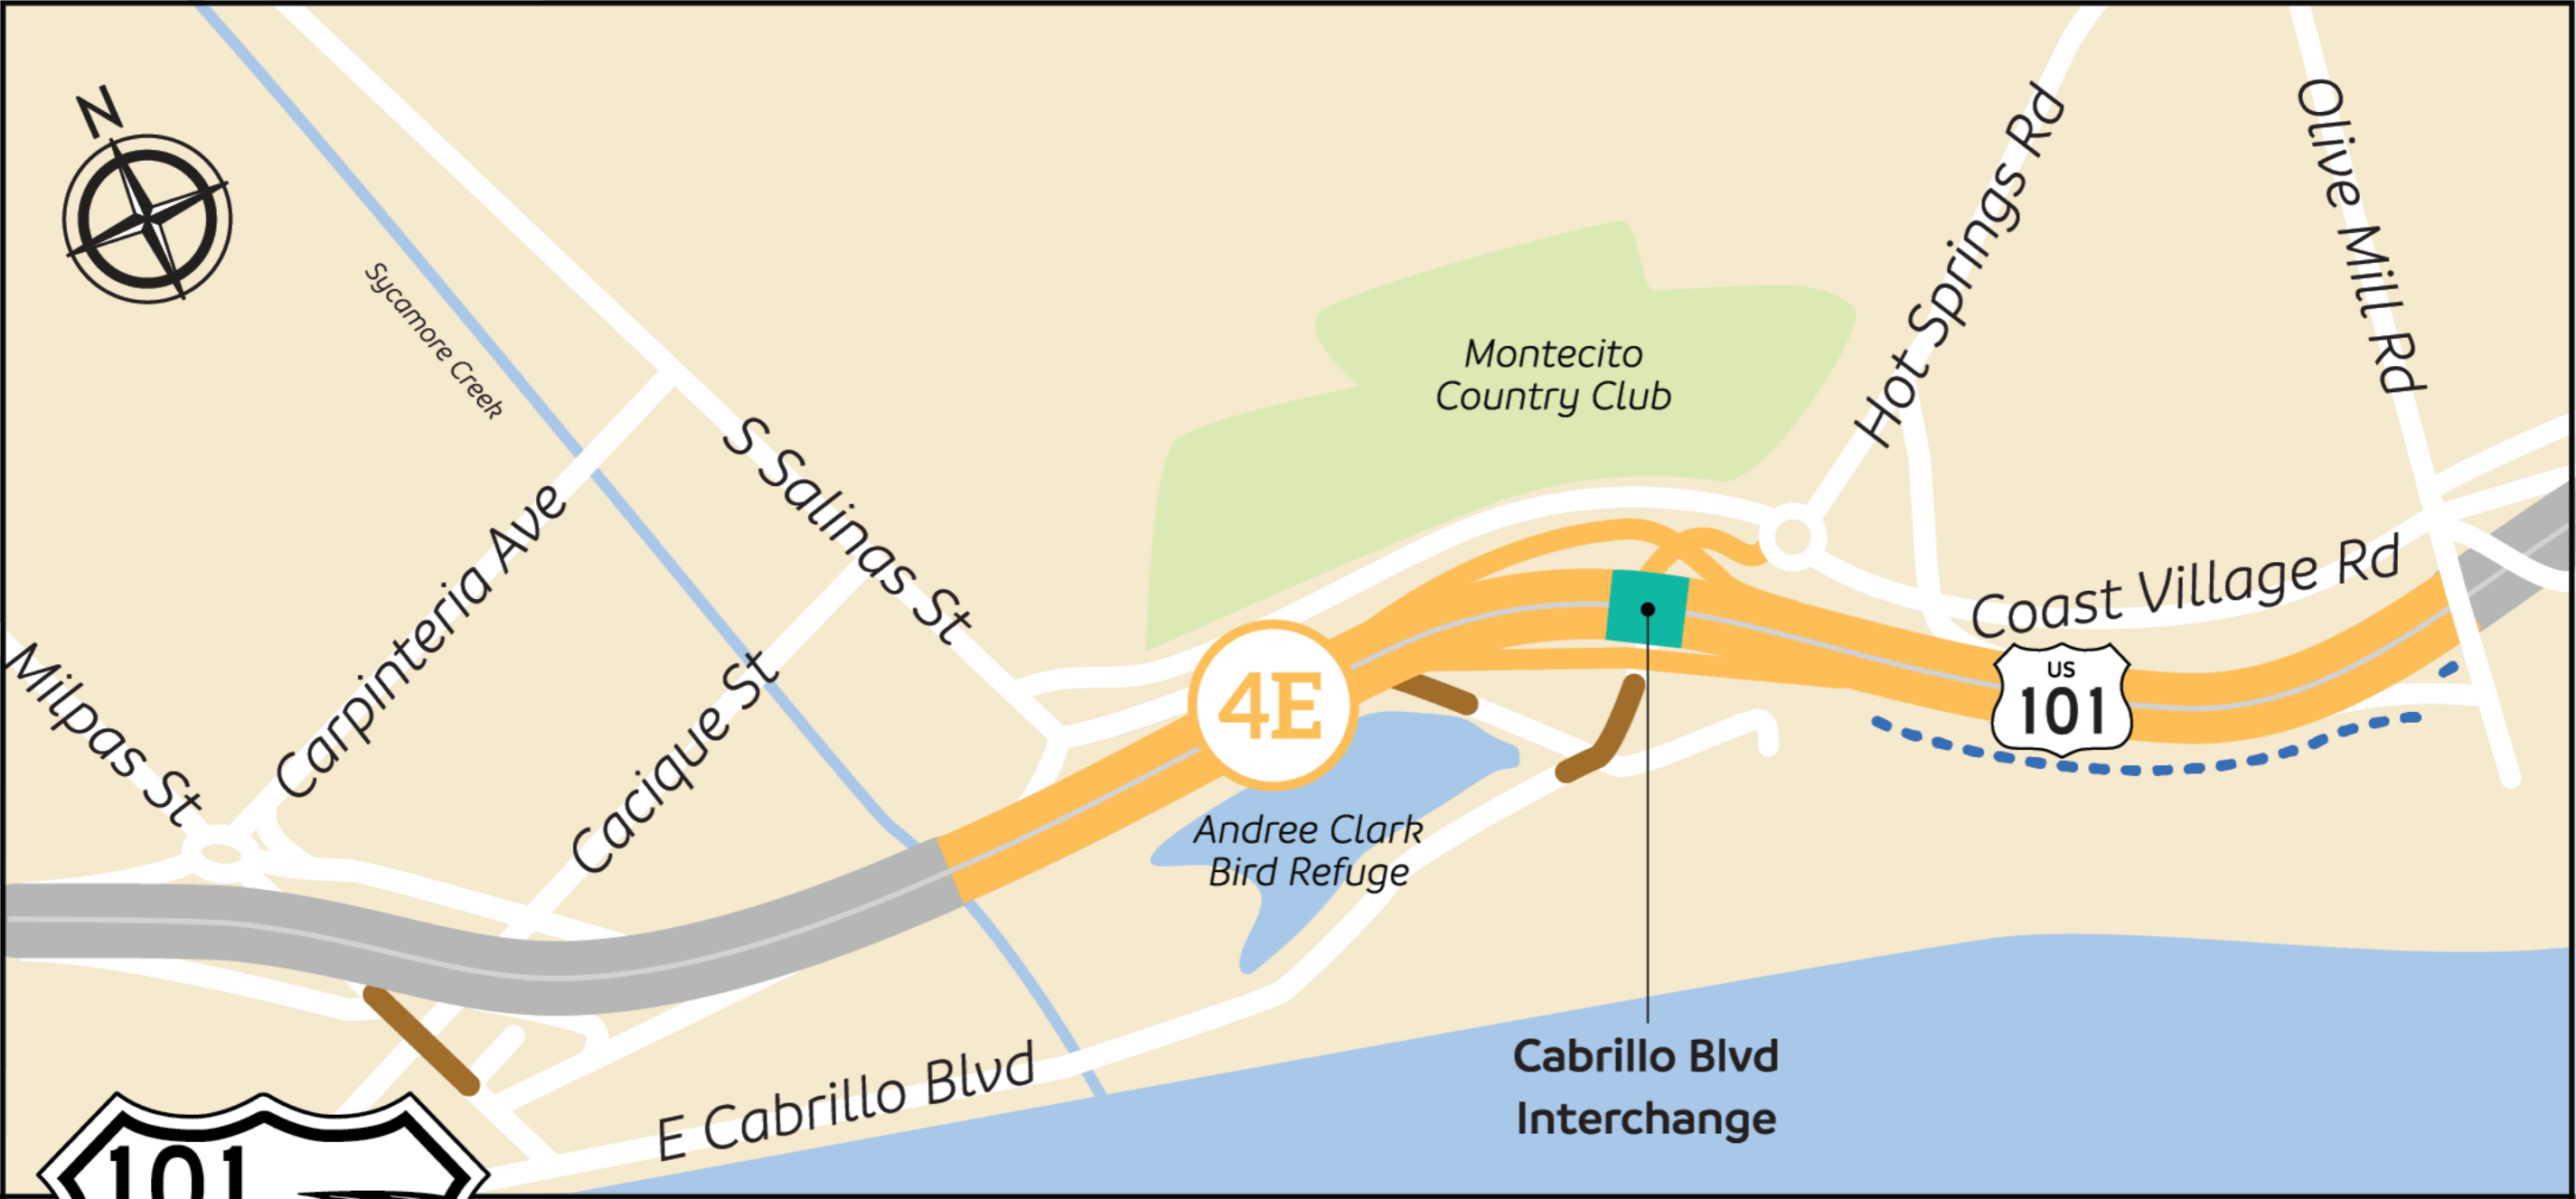 N
Sycamore Creek
Milpas St
Carpinteria Ave
Cacique St
S Salinas St
Montecito
Country Club
Hot Springs Rd
Olive Mill Rd
Coast Village Rd
4E
US
101
Andree Clark
Bird Refuge
E Cabrillo Blvd
Cabrillo Blvd
Interchange
101